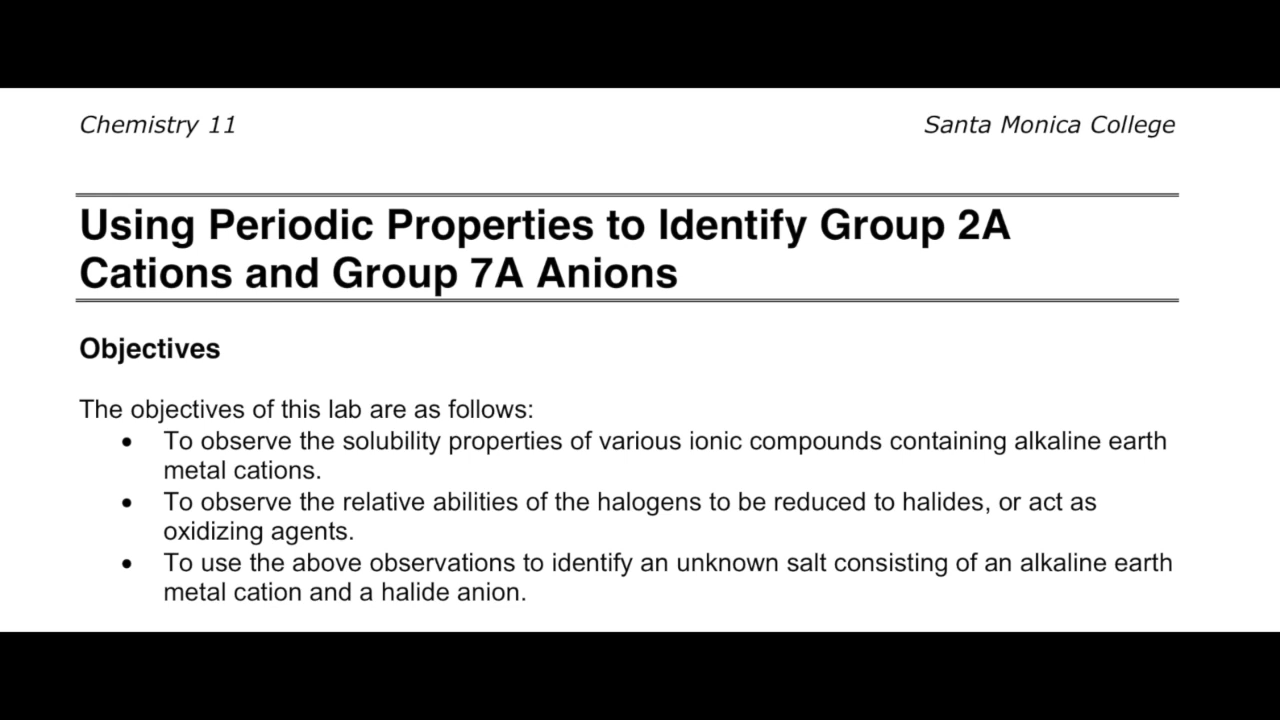 Chemistry 11
Santa Monica College
Using Periodic Properties to Identify Group 2A
Cations and Group 7A Anions
Objectives
The objectives of this lab are as follows:
• To observe the solubility properties of various ionic compounds containing alkaline earth
metal cations.
• To observe the relative abilities of the halogens to be reduced to halides, or act as
oxidizing agents.
• To use the above observations to identify an unknown salt consisting of an alkaline earth
metal cation and a halide anion.